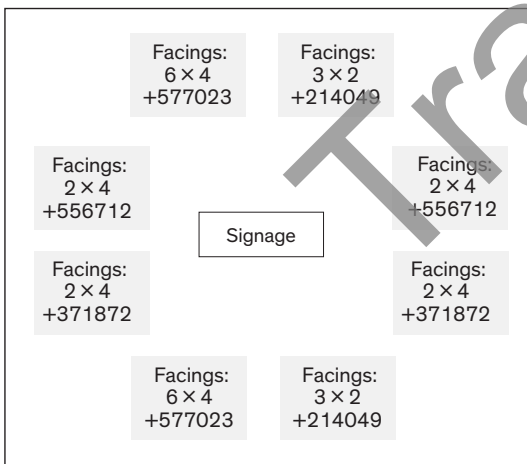 Facings:
6 × 4
+577023
Facings:
3 × 2
+214049
Facings:
2 × 4
+556712
Facings:
2 × 4
+556712
Signage
Facings:
2 × 4
+371872
Facings:
2 × 4
+371872
Facings:
6 × 4
+577023
Facings:
3 × 2
+214049
Tra